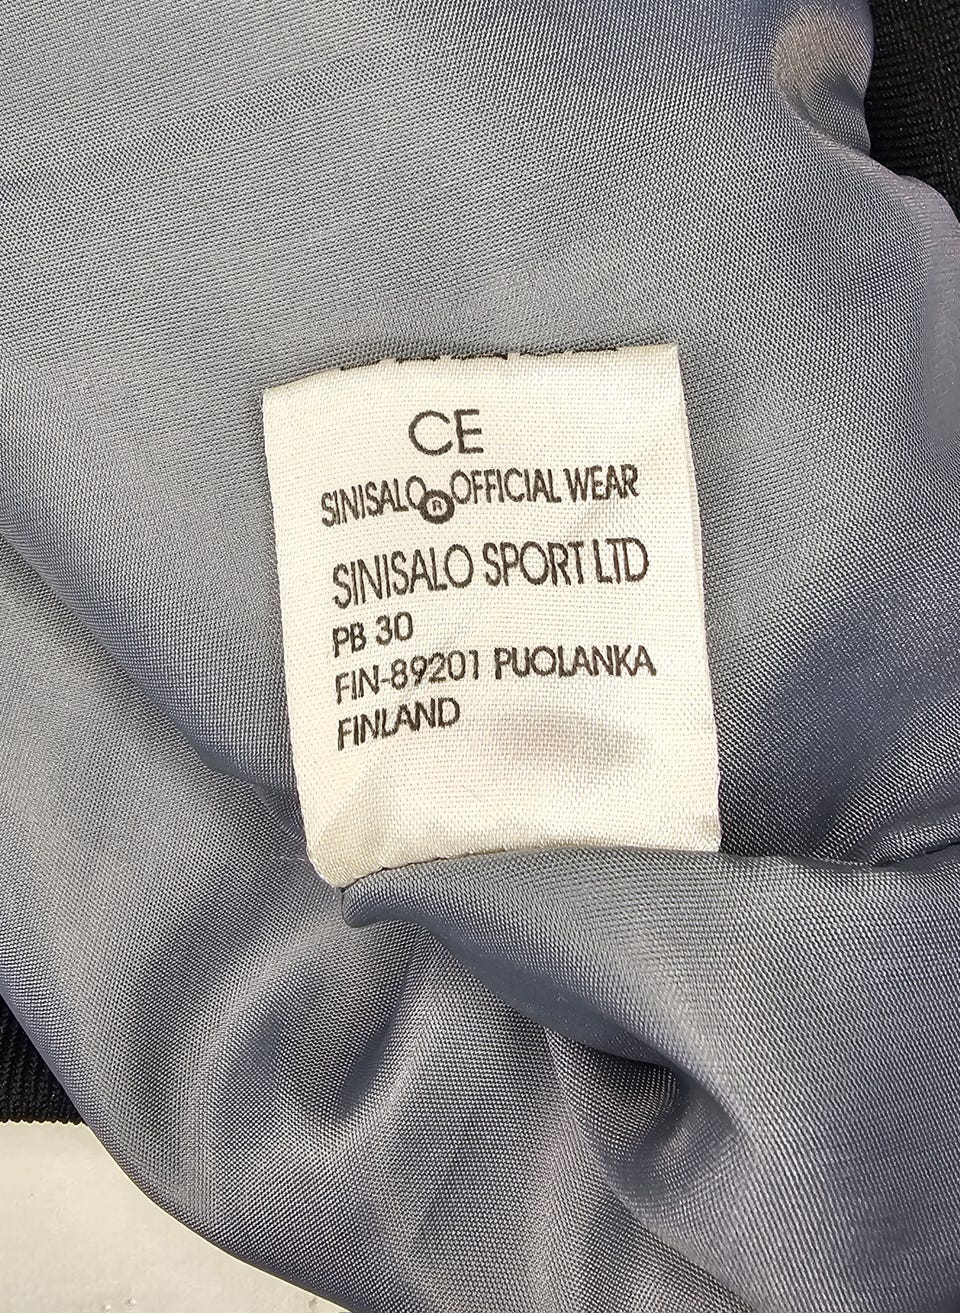 CE
SINISALO®OFFICIAL WEAR
SINISALO SPORT LTD
PB 30
FIN-89201 PUOLANKA
FINLAND